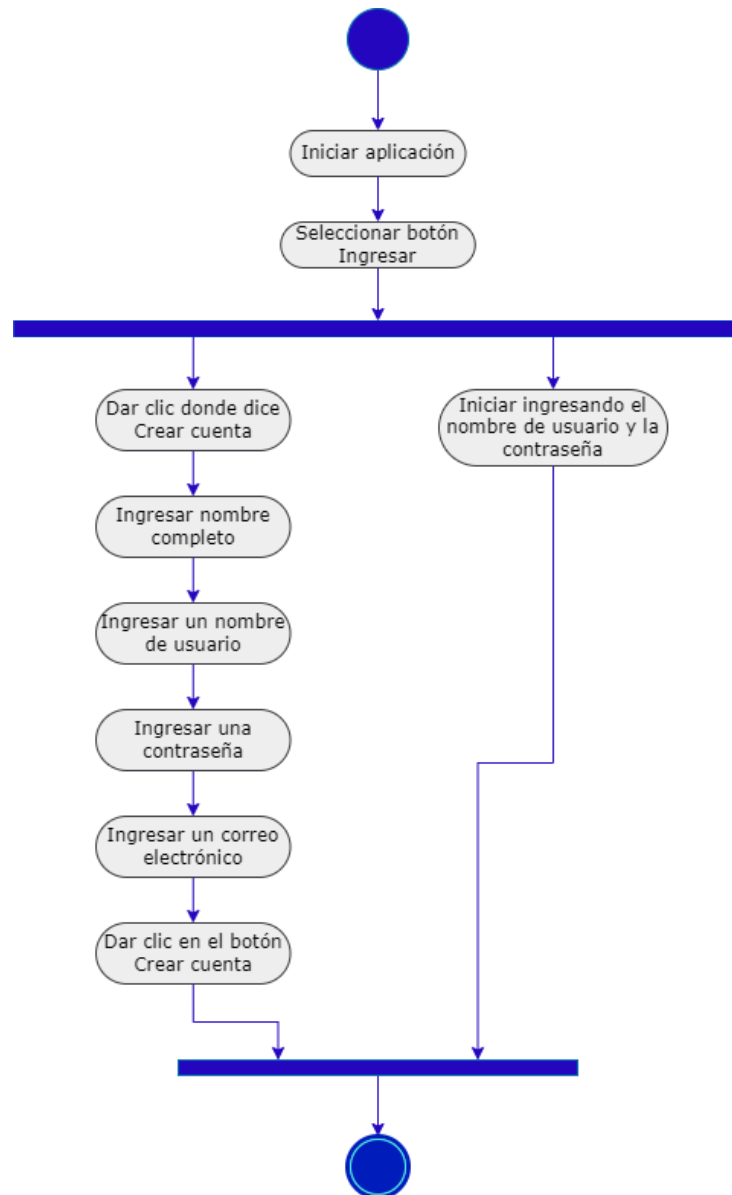 Iniciar aplicación
Seleccionar botón
Ingresar
Dar clic donde dice
Crear cuenta
Ingresar nombre
completo
Ingresar un nombre
de usuario
Ingresar una
contraseña
Ingresar un correo
electrónico
Dar clic en el botón
Crear cuenta
Iniciar ingresando el
nombre de usuario y la
contraseña